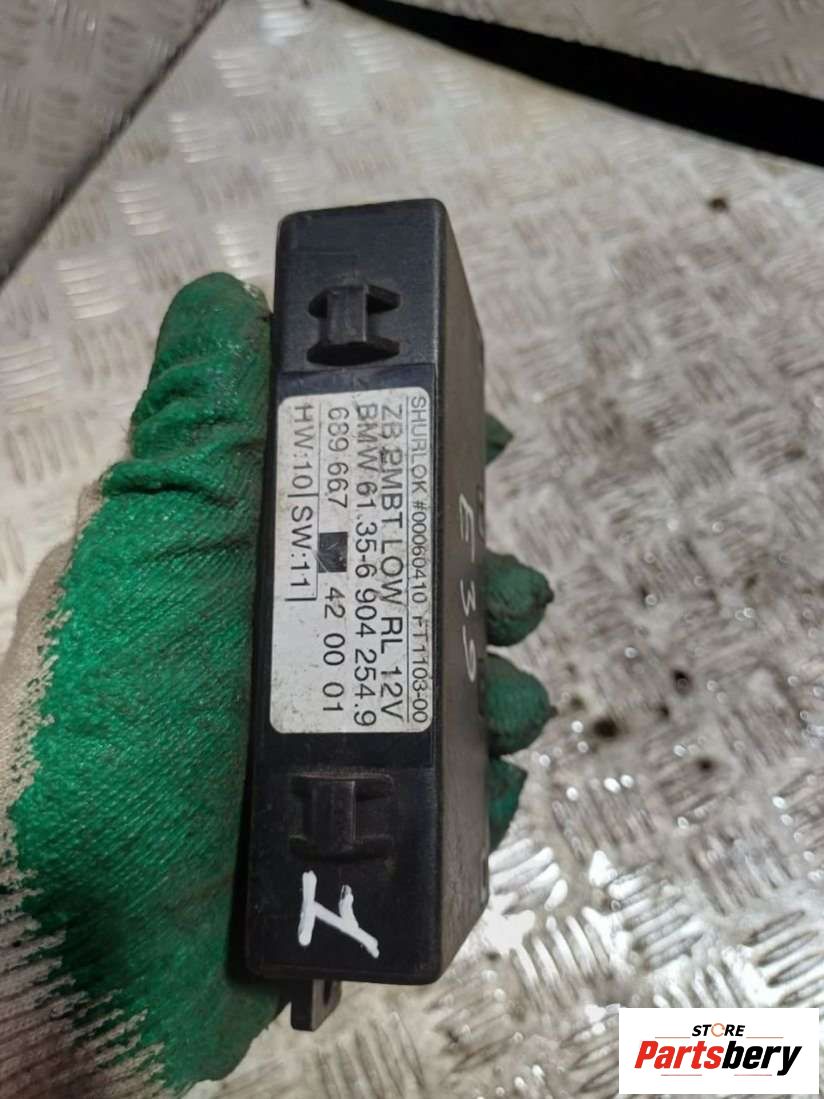 SHURLOK #00060410 FT1103-00
ZB PMBT LOW RL 12V
BMW 61.35-6 904 254.9
689 667 42 00 01
HW:10 SW:11
E39
I
STORE
Partsbery